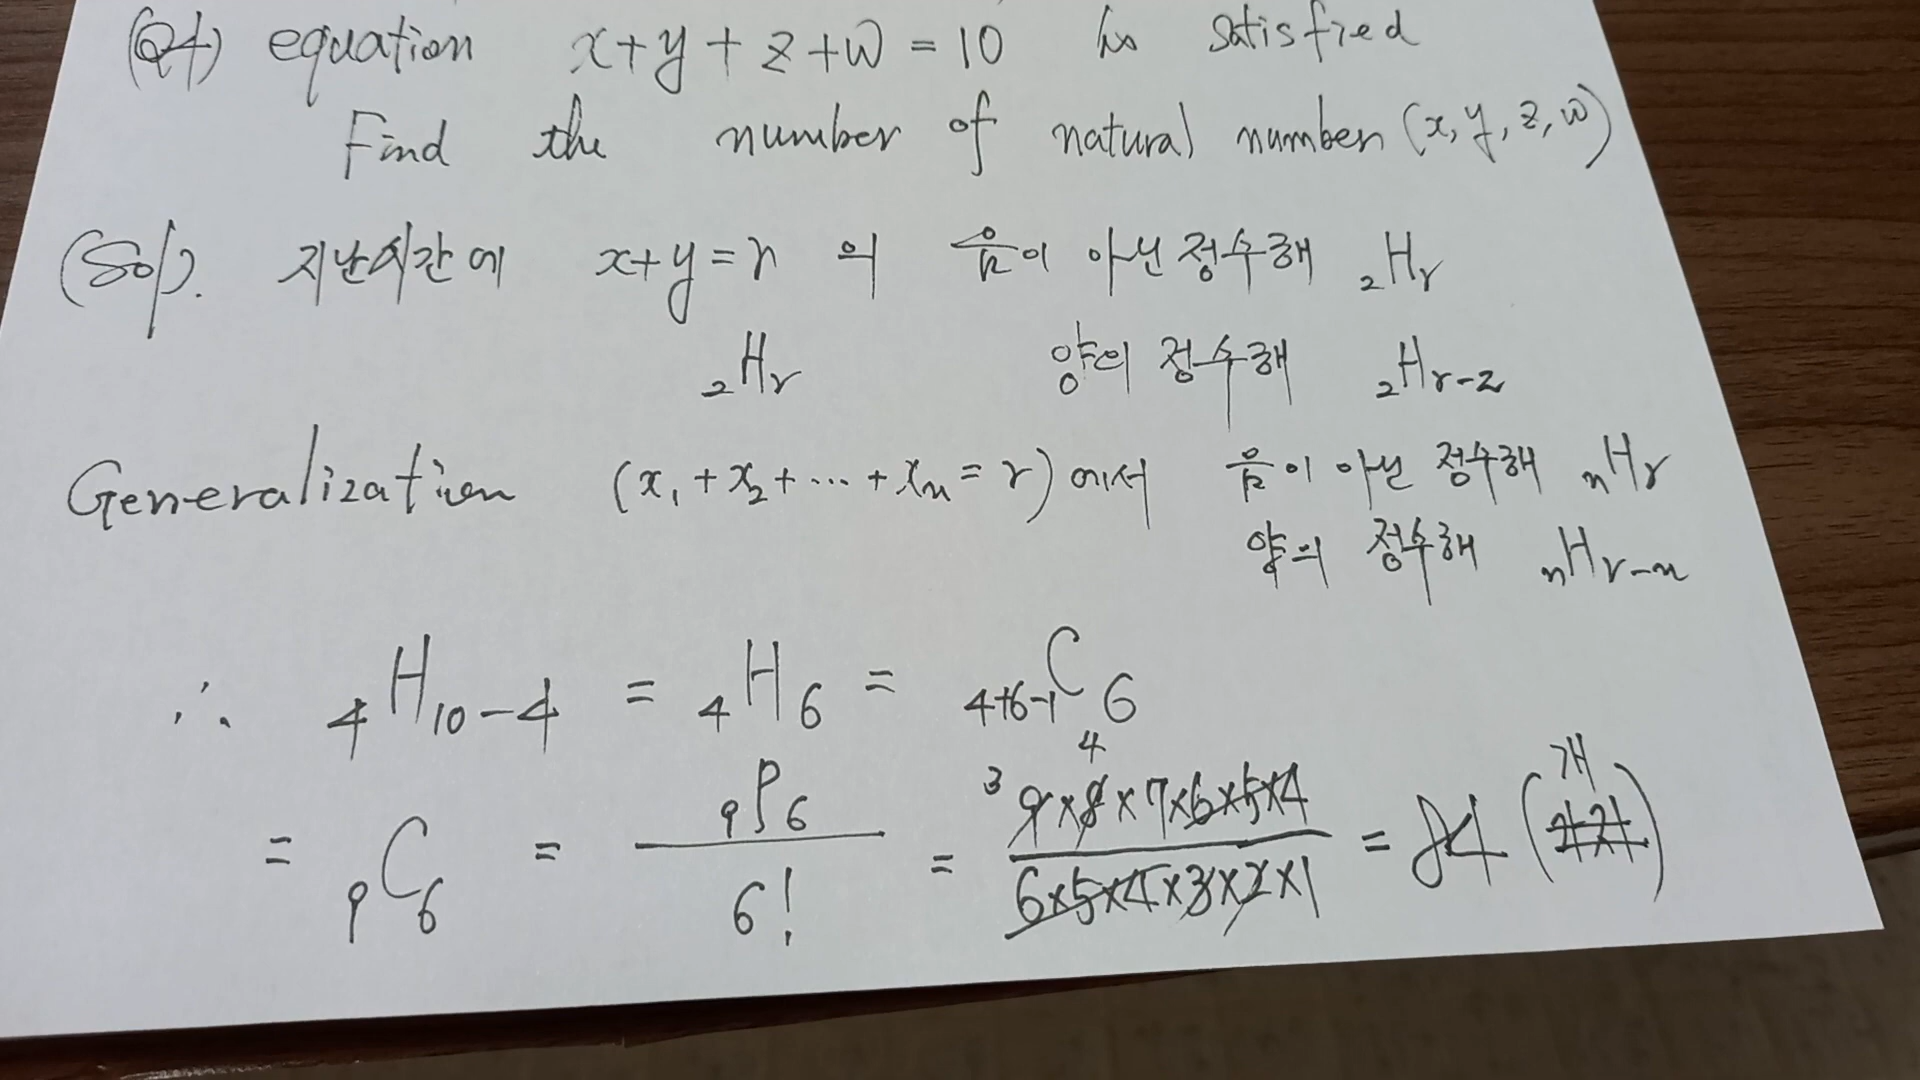 (Q4) equation x+y+z+w = 10 is satisfied
Find the number of natural number (x, y, z, w)
(Sol). 지난시간에 x+y=r 의 음이 아닌 정수해 ₂Hᵣ
₂Hᵣ 양의 정수해 ₂Hᵣ₋₂
Generalization (x₁+x₂+…+xₙ=r)에서 음이 아닌 정수해 ₙHᵣ
양의 정수해 ₙHᵣ₋ₙ
∴ ₄H₁₀₋₄ = ₄H₆ = ₄₊₆₋₁C₆
= ₉C₆ = ₉P₆ / 6! = 9×8×7×6×5×4 / 6×5×4×3×2×1 = 84 (개)
3 4